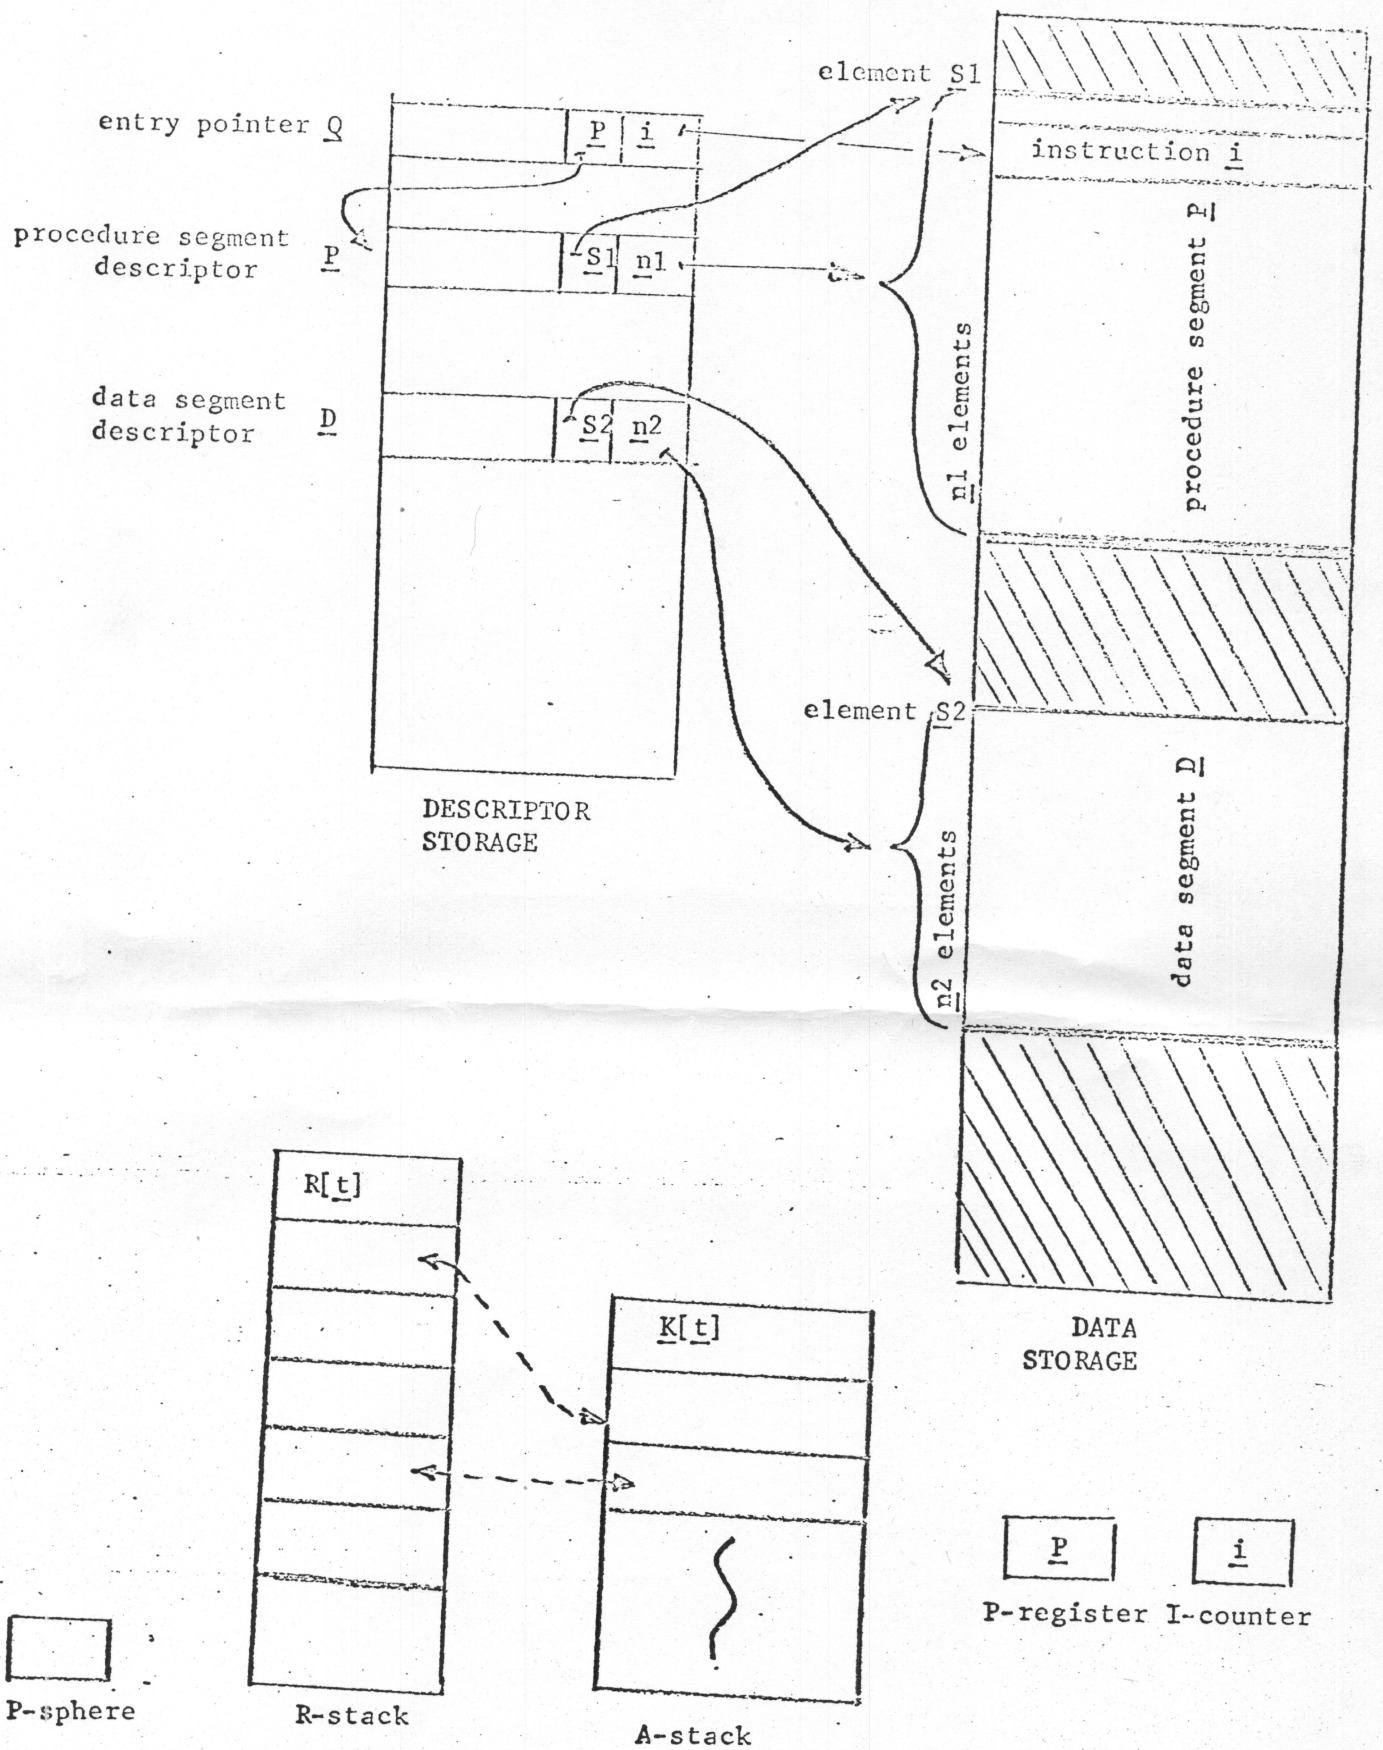 element S1
entry pointer Q
P i
instruction i
procedure segment
descriptor
P
S1 n1
n1 elements
procedure segment P
data segment
descriptor
D
S2 n2
element S2
data segment D
n2 elements
DESCRIPTOR
STORAGE
R[t]
K[t]
DATA
STORAGE
P
i
P-register I-counter
P-sphere
R-stack
A-stack